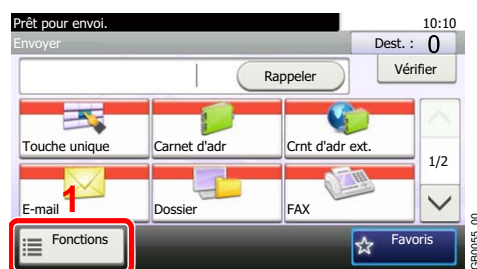 Prêt pour envoi. 10:10
Envoyer Dest. : 0
Rappeler Vérifier
Touche unique Carnet d'adr Crnt d'adr ext.
1/2
1
E-mail Dossier FAX
Fonctions Favoris
GB0055_00